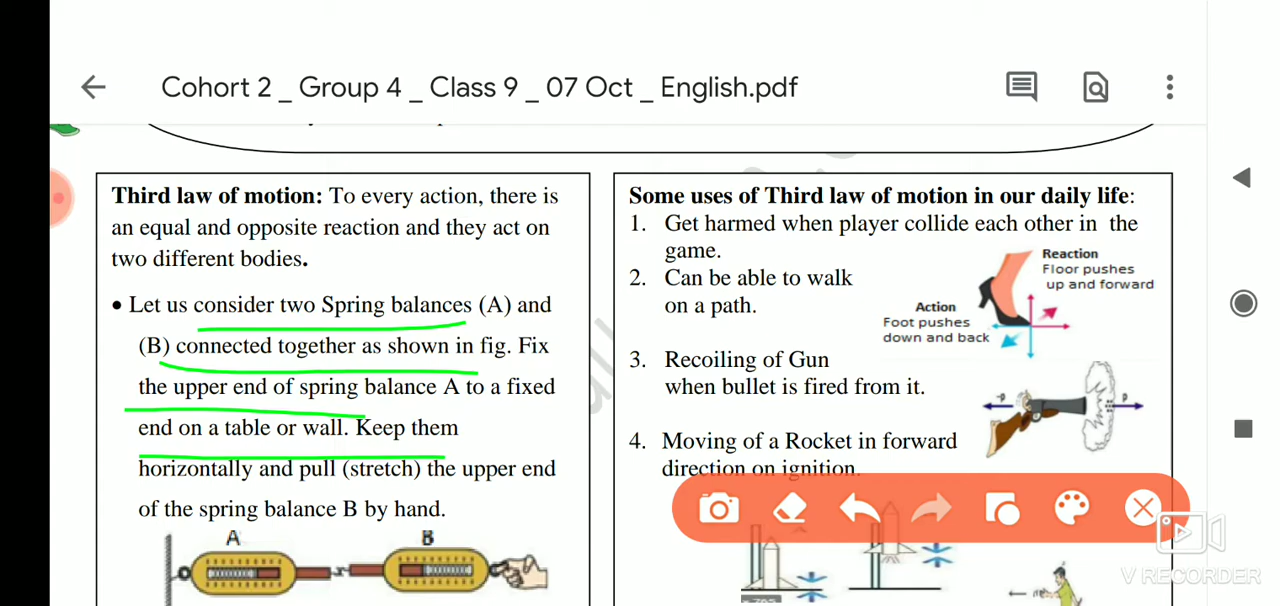 Cohort 2 _ Group 4 _ Class 9 _ 07 Oct _ English.pdf
Third law of motion: To every action, there is
an equal and opposite reaction and they act on
two different bodies.
• Let us consider two Spring balances (A) and
(B) connected together as shown in fig. Fix
the upper end of spring balance A to a fixed
end on a table or wall. Keep them
horizontally and pull (stretch) the upper end
of the spring balance B by hand.
A B
Some uses of Third law of motion in our daily life:
1. Get harmed when player collide each other in the
game.
2. Can be able to walk
on a path.
Reaction
Floor pushes
up and forward
Action
Foot pushes
down and back
3. Recoiling of Gun
when bullet is fired from it.
-p p
4. Moving of a Rocket in forward
direction on ignition.
V RECORDER